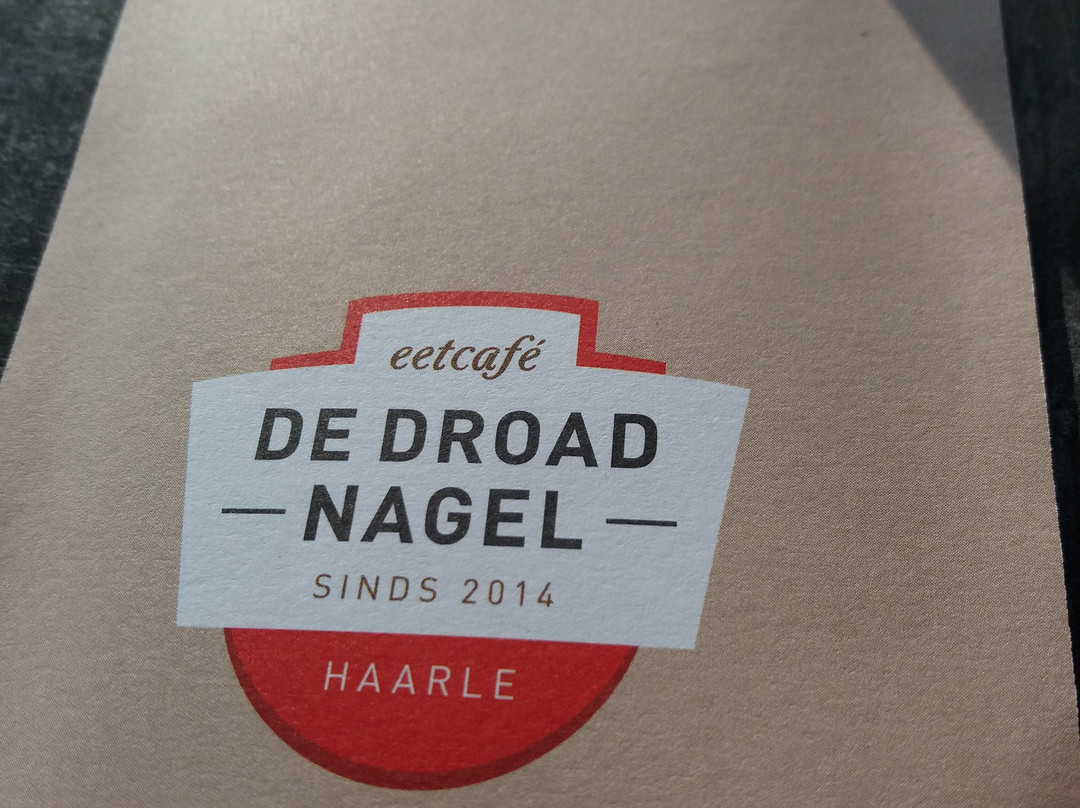 eetcafé
DE DROAD
NAGEL
SINDS 2014
HAARLE